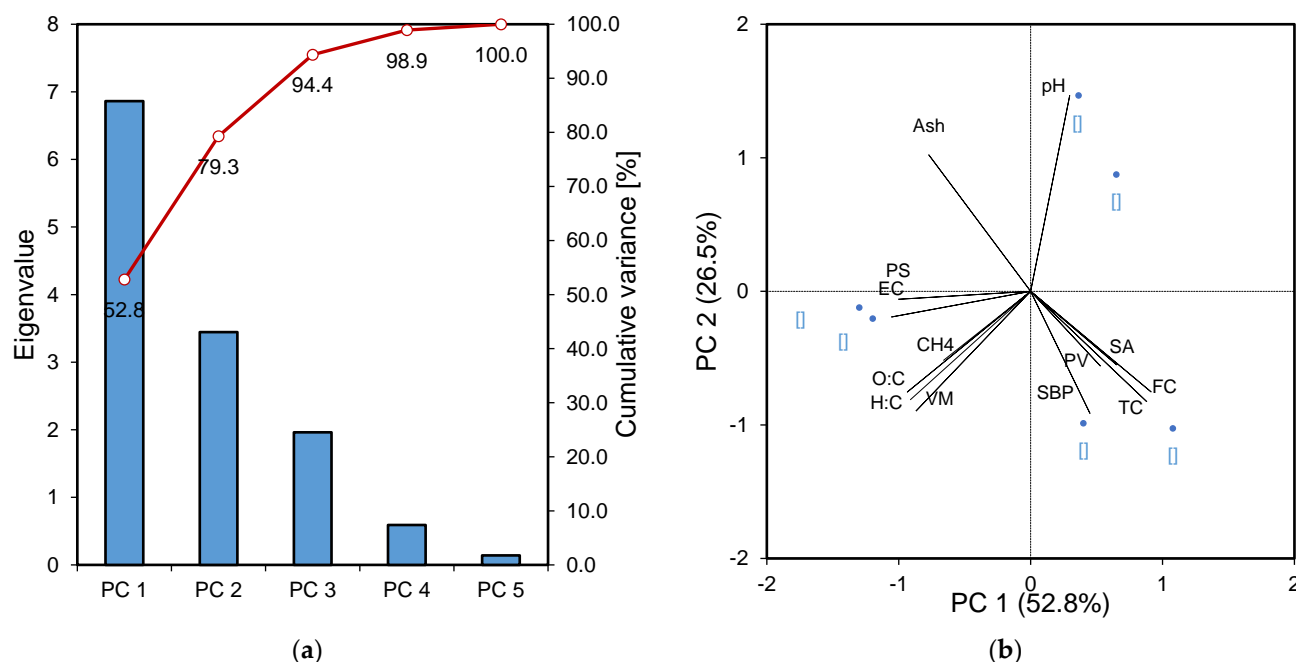 8
7
6
5
4
3
2
1
0
Eigenvalue
100.0
90.0
80.0
70.0
60.0
50.0
40.0
30.0
20.0
10.0
0.0
Cumulative variance [%]
52.8
79.3
94.4
98.9
100.0
PC 1
PC 2
PC 3
PC 4
PC 5
(a)
2
1
0
-1
-2
PC 2 (26.5%)
pH
[]
Ash
[]
PS
EC
[]
[]
CH4
PV
SA
O:C
SBP
FC
H:C
VM
TC
[]
[]
-2
-1
0
1
2
PC 1 (52.8%)
(b)